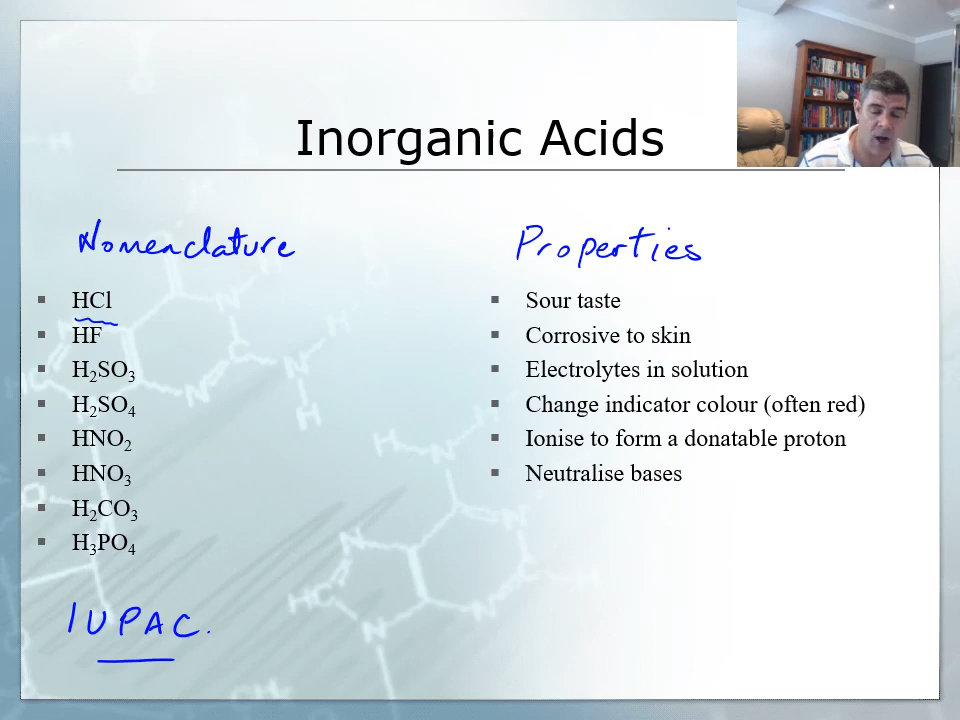 Inorganic Acids
Nomenclature
HCl
HF
H₂SO₃
H₂SO₄
HNO₂
HNO₃
H₂CO₃
H₃PO₄
IUPAC.
Properties
Sour taste
Corrosive to skin
Electrolytes in solution
Change indicator colour (often red)
Ionise to form a donatable proton
Neutralise bases